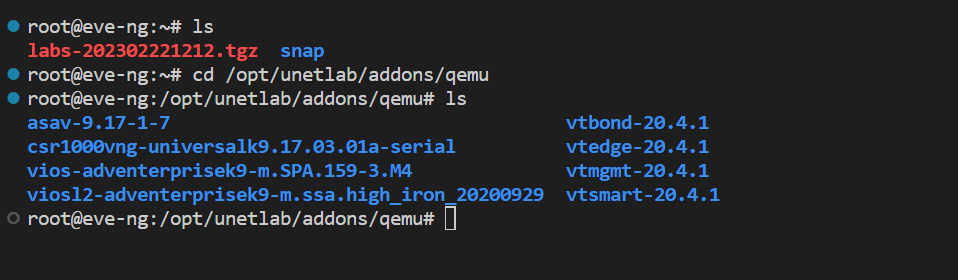 root@eve-ng:~# ls
labs-202302221212.tgz snap
root@eve-ng:~# cd /opt/unetlab/addons/qemu
root@eve-ng:/opt/unetlab/addons/qemu# ls
asav-9.17-1-7 vtbond-20.4.1
csr1000vng-universalk9.17.03.01a-serial vtedge-20.4.1
vios-adventerprisek9-m.SPA.159-3.M4 vtmgmt-20.4.1
viosl2-adventerprisek9-m.ssa.high_iron_20200929 vtsmart-20.4.1
root@eve-ng:/opt/unetlab/addons/qemu#